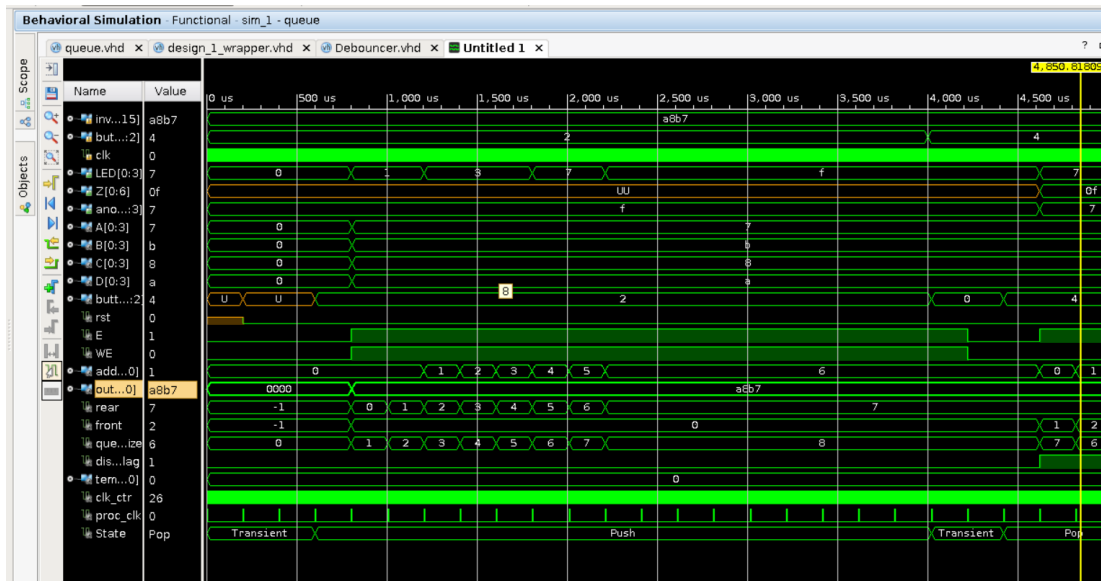 Behavioral Simulation - Functional - sim_1 - queue
queue.vhd × design_1_wrapper.vhd × Debouncer.vhd × Untitled 1 × ?
Scope
Objects
4,850.81809
Name Value
0 us 500 us 1,000 us 1,500 us 2,000 us 2,500 us 3,000 us 3,500 us 4,000 us 4,500 us
inv...15] a8b7 a8b7
but...:2] 4 2 4
clk 0
LED[0:3] 7 0 1 3 7 f 7
Z[0:6] 0f UU 0f
ano...:3] 7 f 7
A[0:3] 7 0 7
B[0:3] b 0 b
C[0:3] 8 0 8
D[0:3] a 0 a
8
butt...:2] 4 U U 2 0 4
rst 0
E 1
WE 0
add...0] 1 0 1 2 3 4 5 6 0 1
out...0] a8b7 0000 a8b7
rear 7 -1 0 1 2 3 4 5 6 7
front 2 -1 0 1 2
que...ize 6 0 1 2 3 4 5 6 7 8 7 6
dis...lag 1
tem...0] 0 0
clk_ctr 26
proc_clk 0
State Pop Transient Push Transient Pop